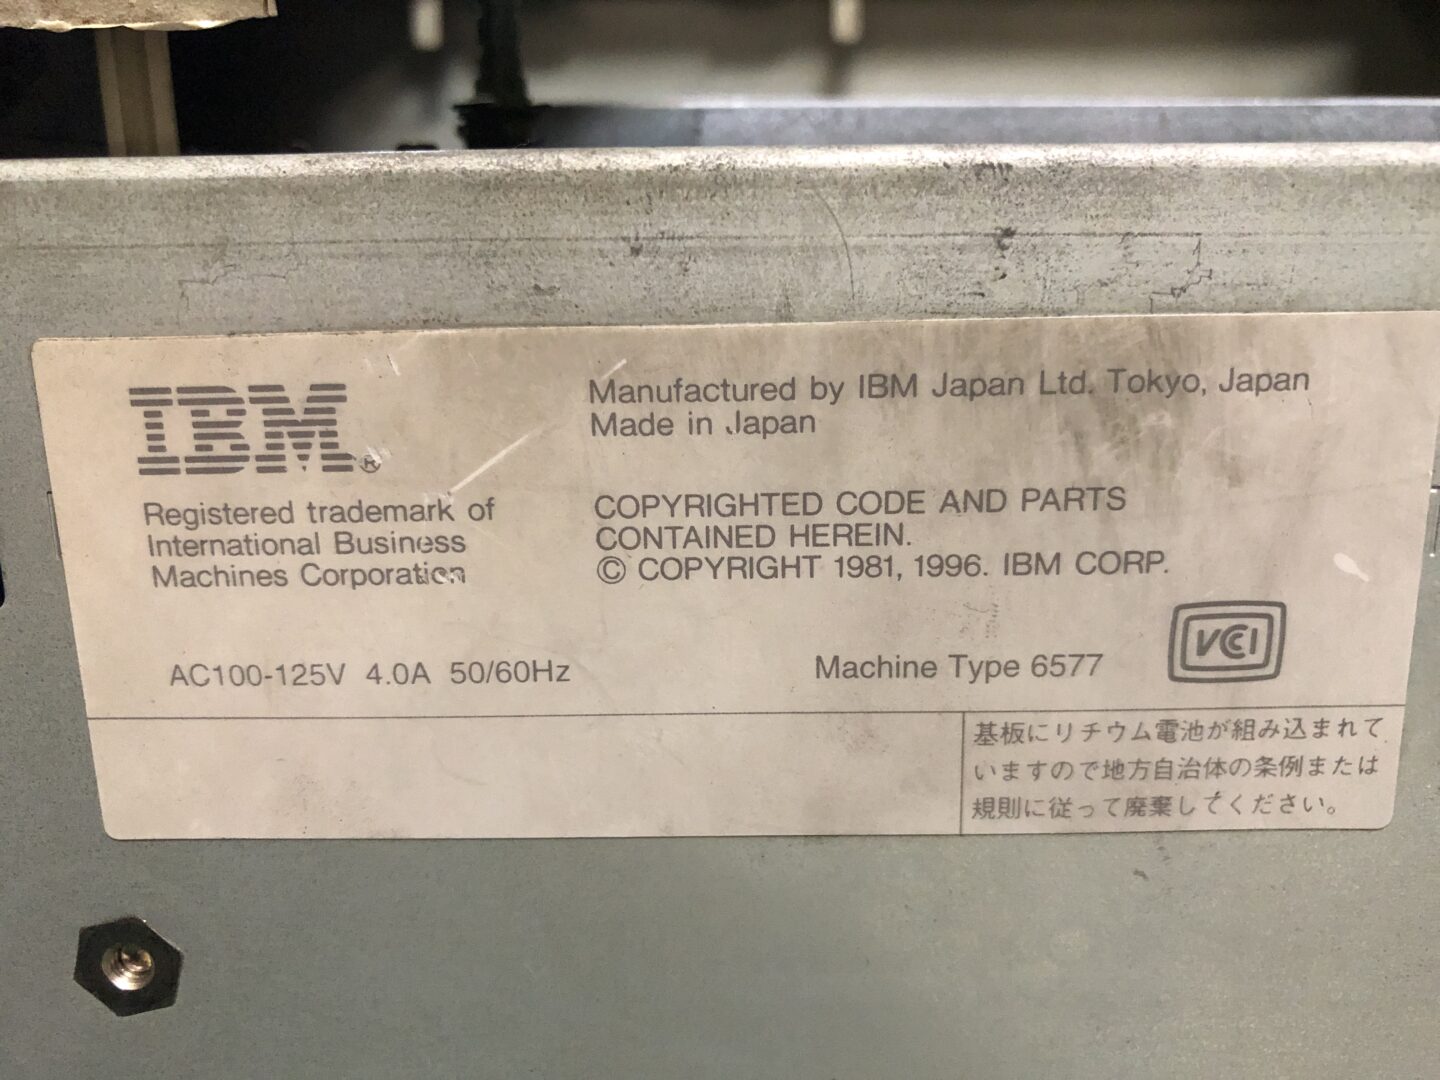 IBM®
Registered trademark of
International Business
Machines Corporation
Manufactured by IBM Japan Ltd. Tokyo, Japan
Made in Japan
COPYRIGHTED CODE AND PARTS
CONTAINED HEREIN.
© COPYRIGHT 1981, 1996. IBM CORP.
AC100-125V 4.0A 50/60Hz
Machine Type 6577
VCCI
基板にリチウム電池が組み込まれて
いますので地方自治体の条例または
規則に従って廃棄してください。